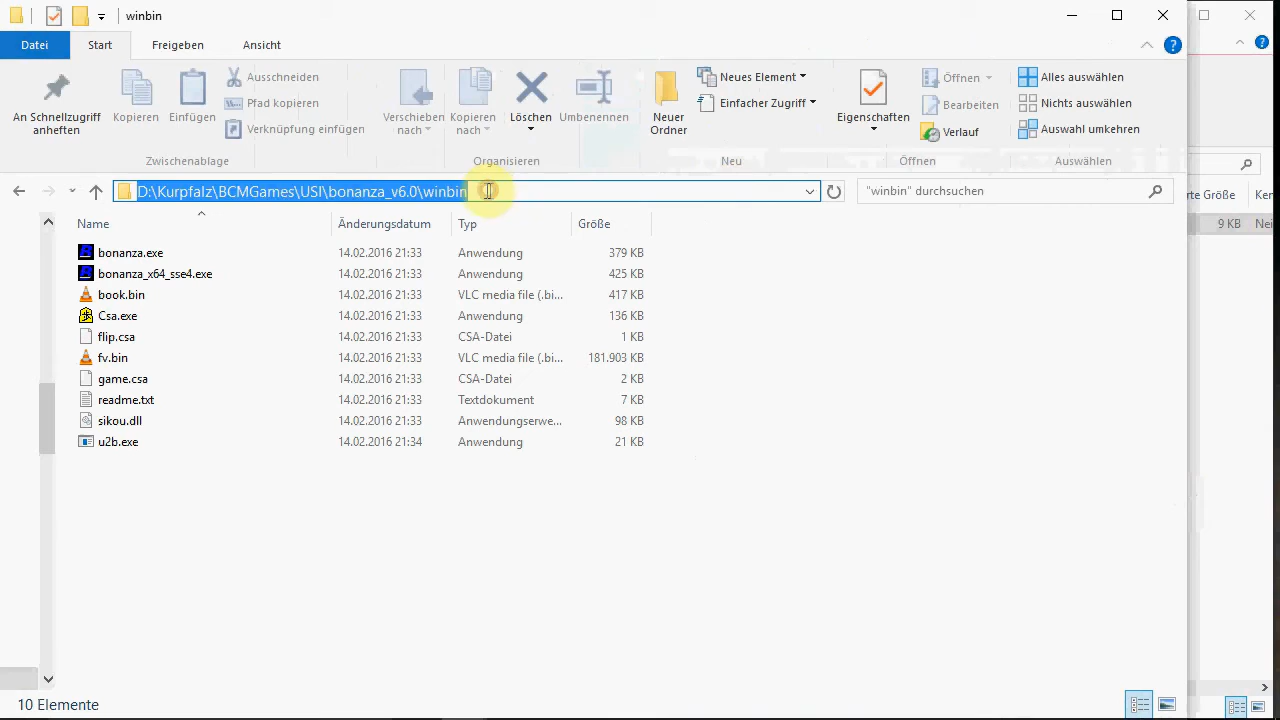 winbin
Datei Start Freigeben Ansicht
An Schnellzugriff anheften
Kopieren
Einfügen
Ausschneiden
Pfad kopieren
Verknüpfung einfügen
Zwischenablage
Verschieben nach
Kopieren nach
Löschen
Umbenennen
Organisieren
Neuer Ordner
Neues Element
Einfacher Zugriff
Neu
Eigenschaften
Öffnen
Bearbeiten
Verlauf
Öffnen
Alles auswählen
Nichts auswählen
Auswahl umkehren
Auswählen
D:\Kurpfalz\BCMGames\USI\bonanza_v6.0\winbin
"winbin" durchsuchen
Name Änderungsdatum Typ Größe
bonanza.exe 14.02.2016 21:33 Anwendung 379 KB
bonanza_x64_sse4.exe 14.02.2016 21:33 Anwendung 425 KB
book.bin 14.02.2016 21:33 VLC media file (.bi... 417 KB
Csa.exe 14.02.2016 21:33 Anwendung 136 KB
flip.csa 14.02.2016 21:33 CSA-Datei 1 KB
fv.bin 14.02.2016 21:33 VLC media file (.bi... 181.903 KB
game.csa 14.02.2016 21:33 CSA-Datei 2 KB
readme.txt 14.02.2016 21:33 Textdokument 7 KB
sikou.dll 14.02.2016 21:33 Anwendungserwe... 98 KB
u2b.exe 14.02.2016 21:34 Anwendung 21 KB
10 Elemente
rte Größe Ken
9 KB Nei